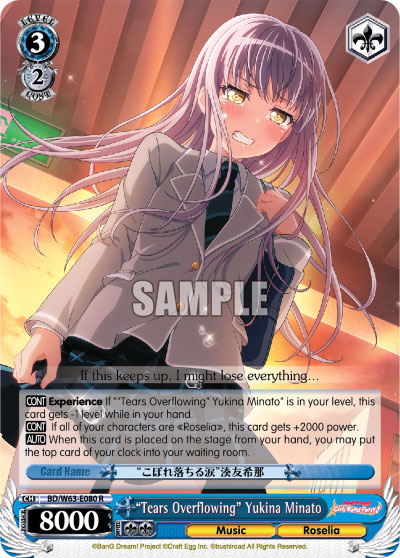 LEVEL
3
2
COST
SAMPLE
If this keeps up, I might lose everything…
CONT Experience If "“Tears Overflowing” Yukina Minato" is in your level, this
card gets -1 level while in your hand.
CONT If all of your characters are «Roselia», this card gets +2000 power.
AUTO When this card is placed on the stage from your hand, you may put
the top card of your clock into your waiting room.
Card Name “こぼれ落ちる涙”湊友希那
CH BD/W63-E080 R
POWER 8000 SOUL “Tears Overflowing” Yukina Minato
Music Roselia
©BanG Dream! Project ©Craft Egg Inc. ©bushiroad All Rights Reserved.